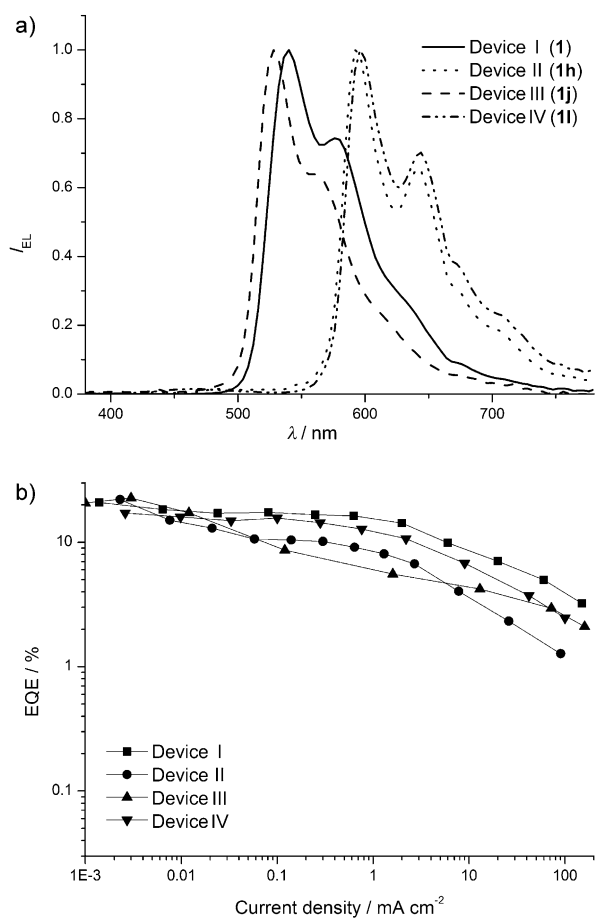 a)
1.0
0.8
0.6
0.4
0.2
0.0
I EL
400 500 600 700
λ / nm
Device I (1)
Device II (1h)
Device III (1j)
Device IV (1l)
b)
10
1
0.1
EQE / %
Device I
Device II
Device III
Device IV
1E-3 0.01 0.1 1 10 100
Current density / mA cm⁻²